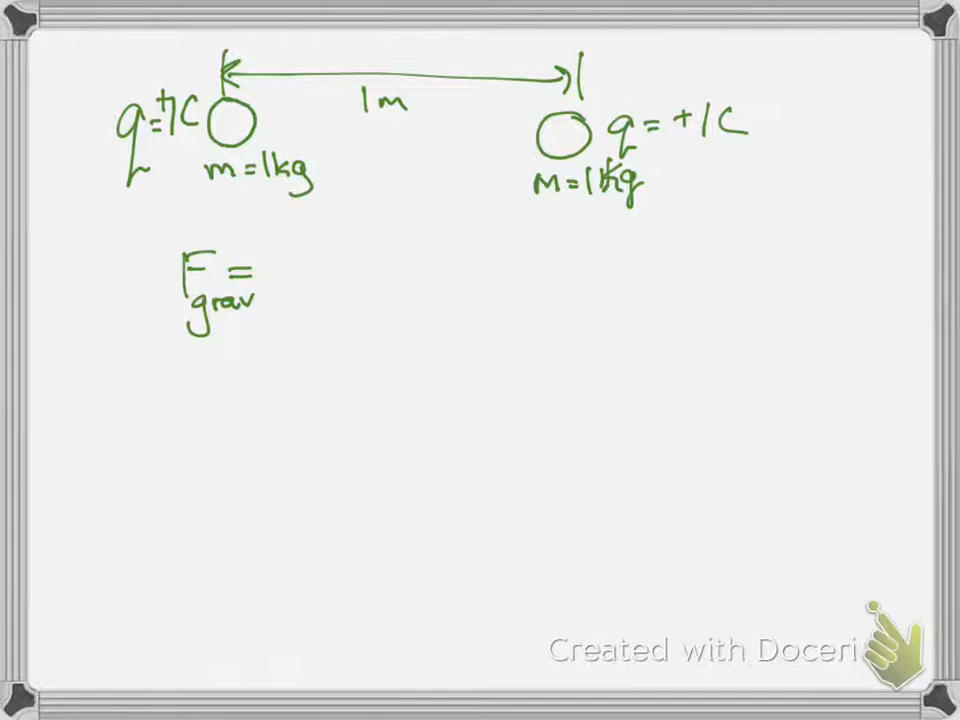 1m
q=+1C
q = +1C
m = 1kg
m = 1kg
F =
grav
Created with Doceri